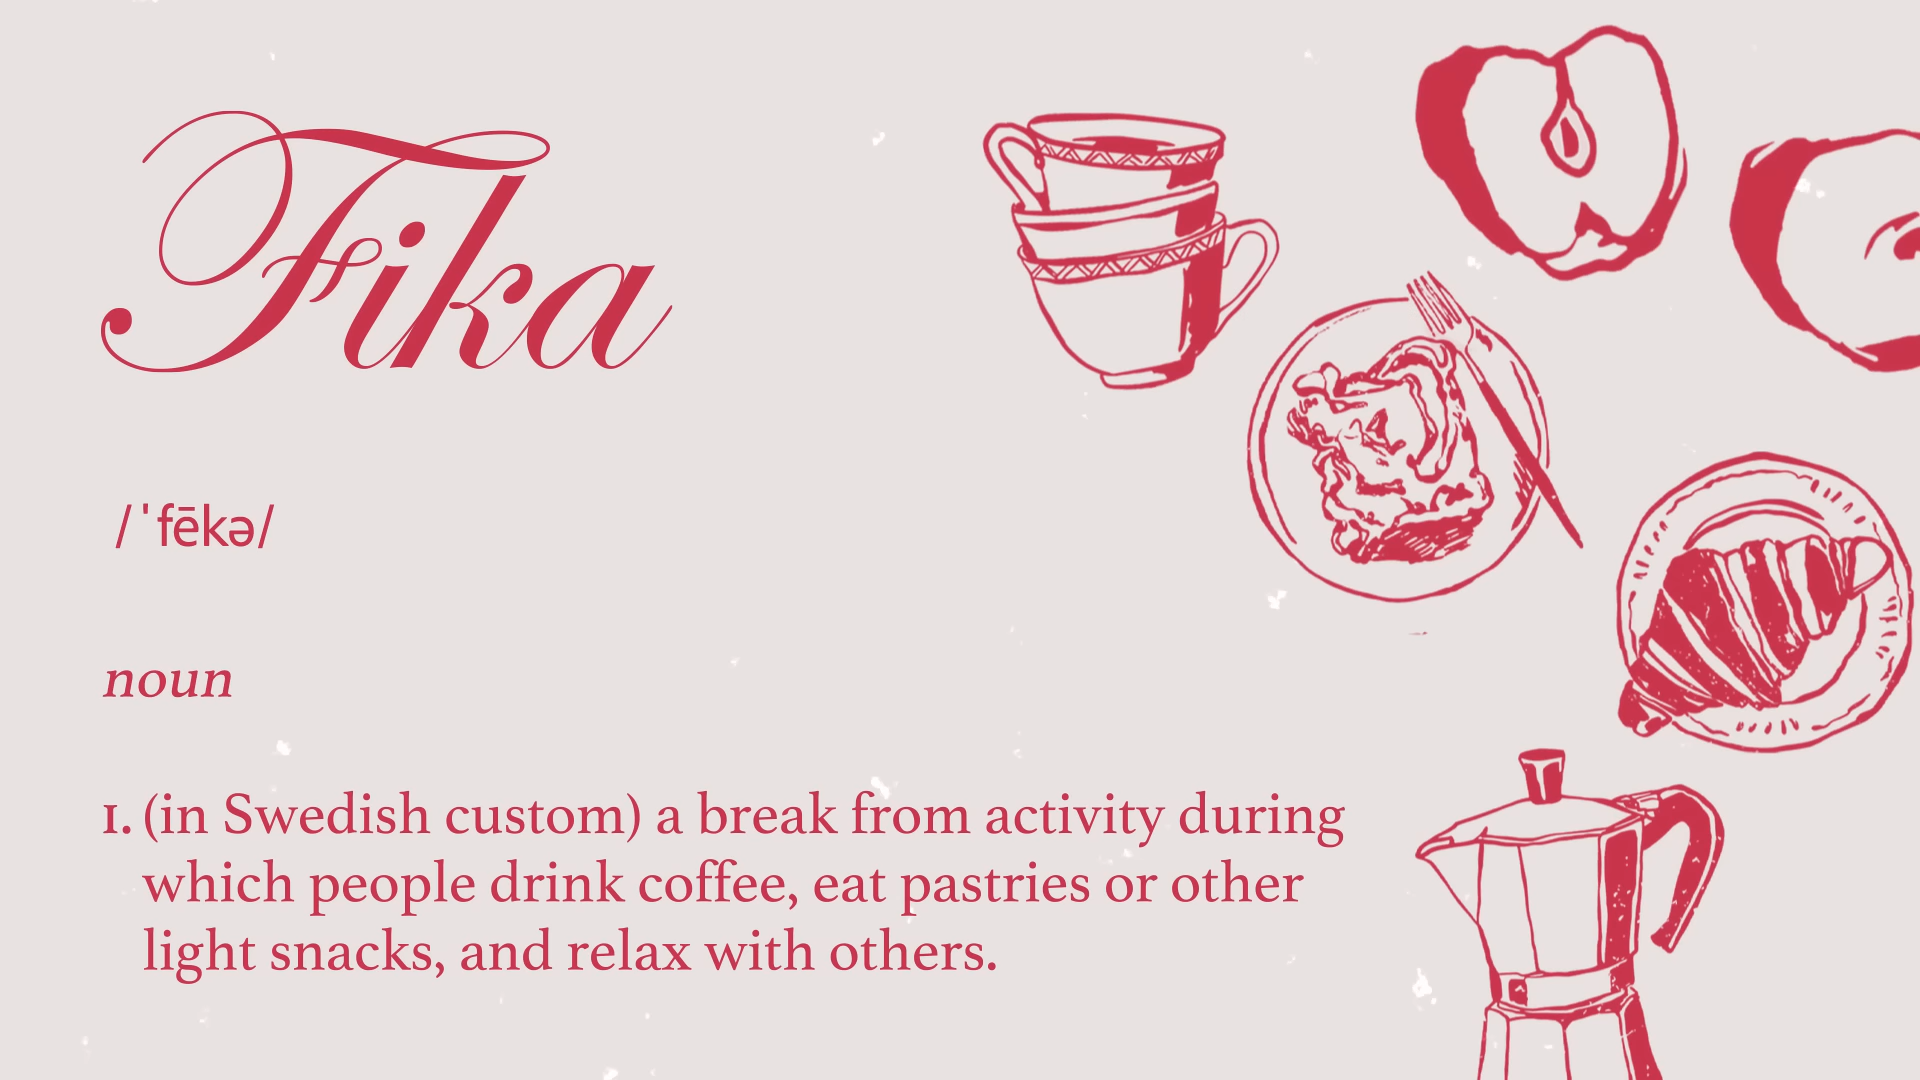 Fika
/ˈfēkə/
noun
1. (in Swedish custom) a break from activity during
which people drink coffee, eat pastries or other
light snacks, and relax with others.